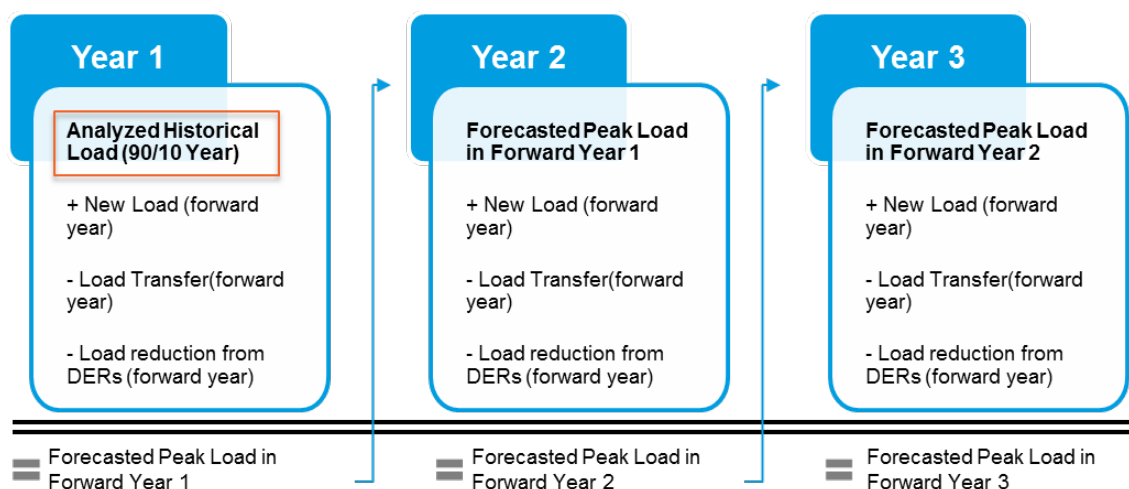 Year 1
Analyzed Historical
Load (90/10 Year)
+ New Load (forward
year)
- Load Transfer(forward
year)
- Load reduction from
DERs (forward year)
= Forecasted Peak Load in
Forward Year 1
Year 2
Forecasted Peak Load
in Forward Year 1
+ New Load (forward
year)
- Load Transfer(forward
year)
- Load reduction from
DERs (forward year)
= Forecasted Peak Load in
Forward Year 2
Year 3
Forecasted Peak Load
in Forward Year 2
+ New Load (forward
year)
- Load Transfer(forward
year)
- Load reduction from
DERs (forward year)
= Forecasted Peak Load in
Forward Year 3